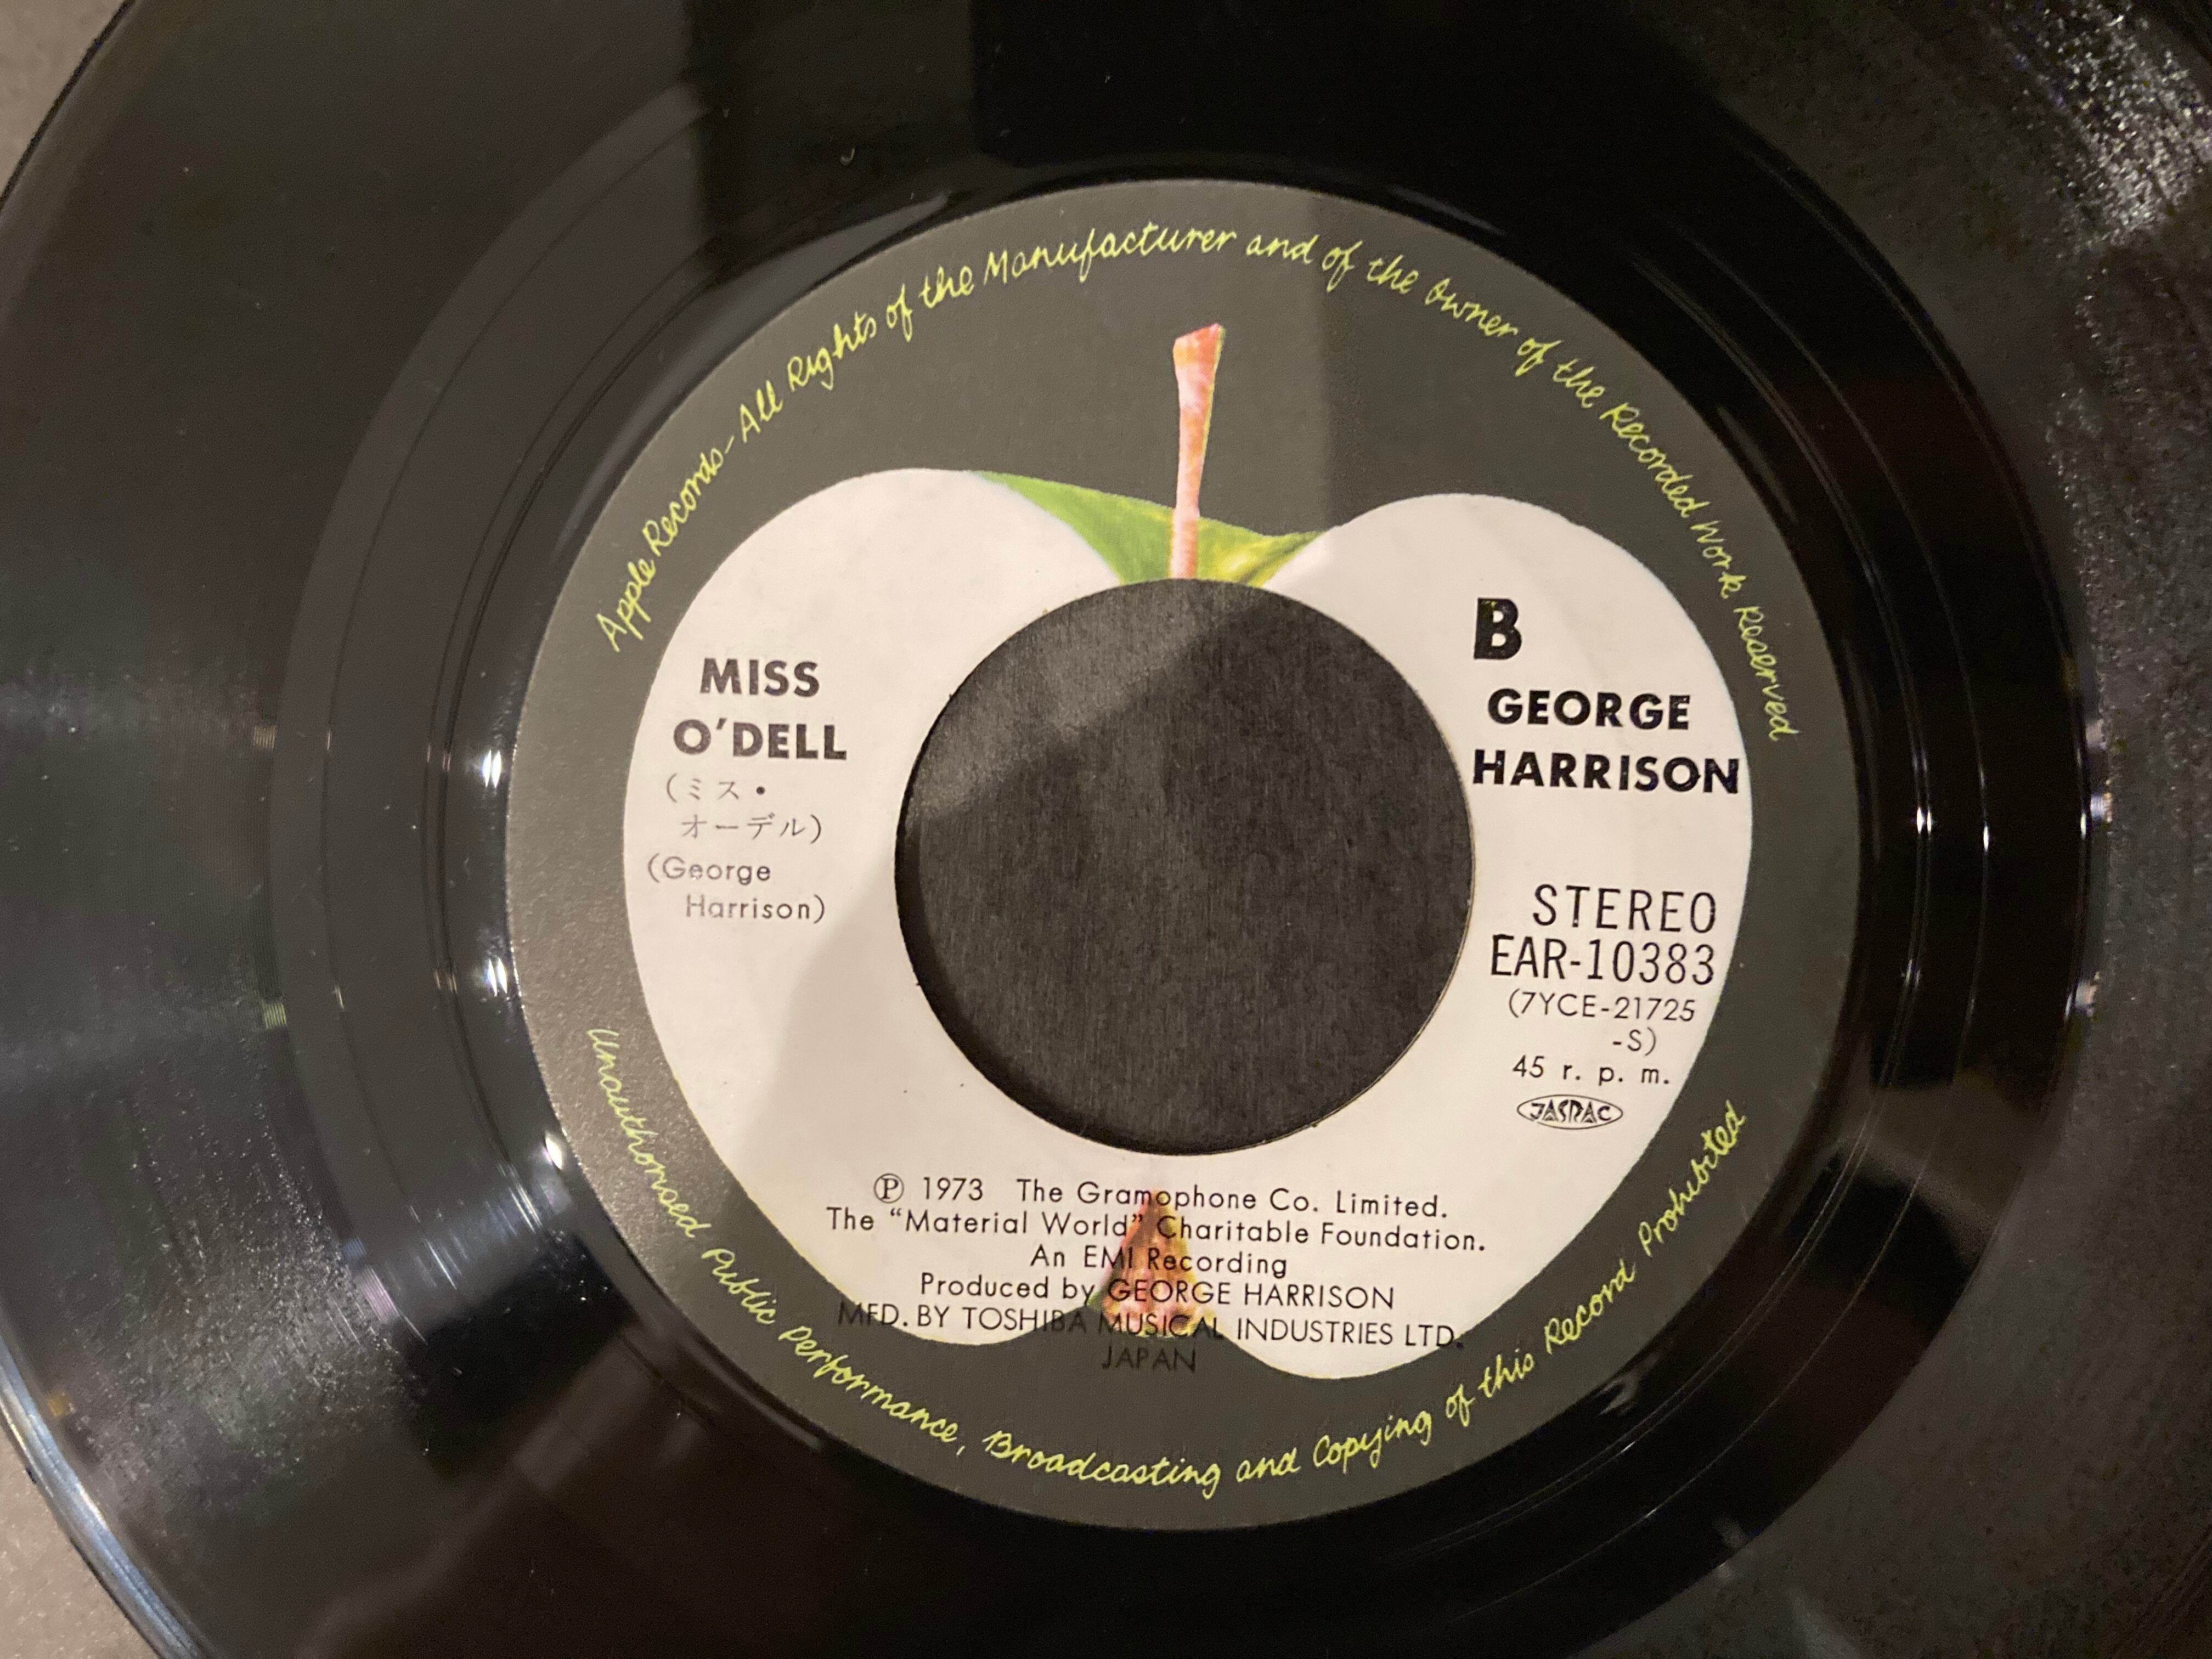 Apple Records-All Rights of the Manufacturer and of the Owner of the Recorded Work Reserved
MISS
O'DELL
(ミス・
オーデル)
(George
Harrison)
B
GEORGE
HARRISON
STEREO
EAR-10383
(7YCE-21725
-S)
45 r. p. m.
JASRAC
Ⓟ 1973 The Gramophone Co. Limited.
The “Material World” Charitable Foundation.
An EMI Recording
Produced by GEORGE HARRISON
MFD. BY TOSHIBA MUSICAL INDUSTRIES LTD.
JAPAN
Unauthorised Public Performance, Broadcasting and Copying of this Record Prohibited